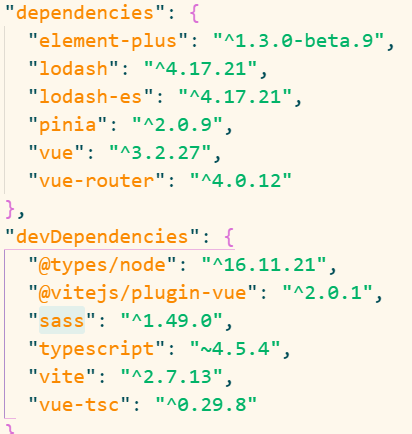 "dependencies": {
"element-plus": "^1.3.0-beta.9",
"lodash": "^4.17.21",
"lodash-es": "^4.17.21",
"pinia": "^2.0.9",
"vue": "^3.2.27",
"vue-router": "^4.0.12"
},
"devDependencies": {
"@types/node": "^16.11.21",
"@vitejs/plugin-vue": "^2.0.1",
"sass": "^1.49.0",
"typescript": "~4.5.4",
"vite": "^2.7.13",
"vue-tsc": "^0.29.8"
}